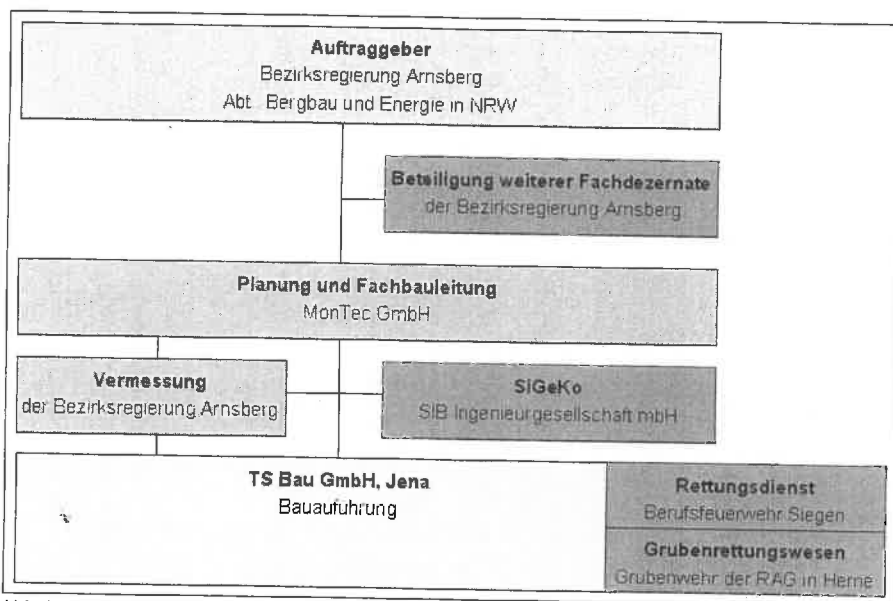 Auftraggeber
Bezirksregierung Arnsberg
Abt. Bergbau und Energie in NRW
Beteiligung weiterer Fachdezernate
der Bezirksregierung Arnsberg
Planung und Fachbauleitung
MonTec GmbH
Vermessung
der Bezirksregierung Arnsberg
SiGeKo
SIB Ingenieurgesellschaft mbH
TS Bau GmbH, Jena
Bauaufuhrung
Rettungsdienst
Berufsfeuerwehr Siegen
Grubenrettungswesen
Grubenwehr der RAG in Herne